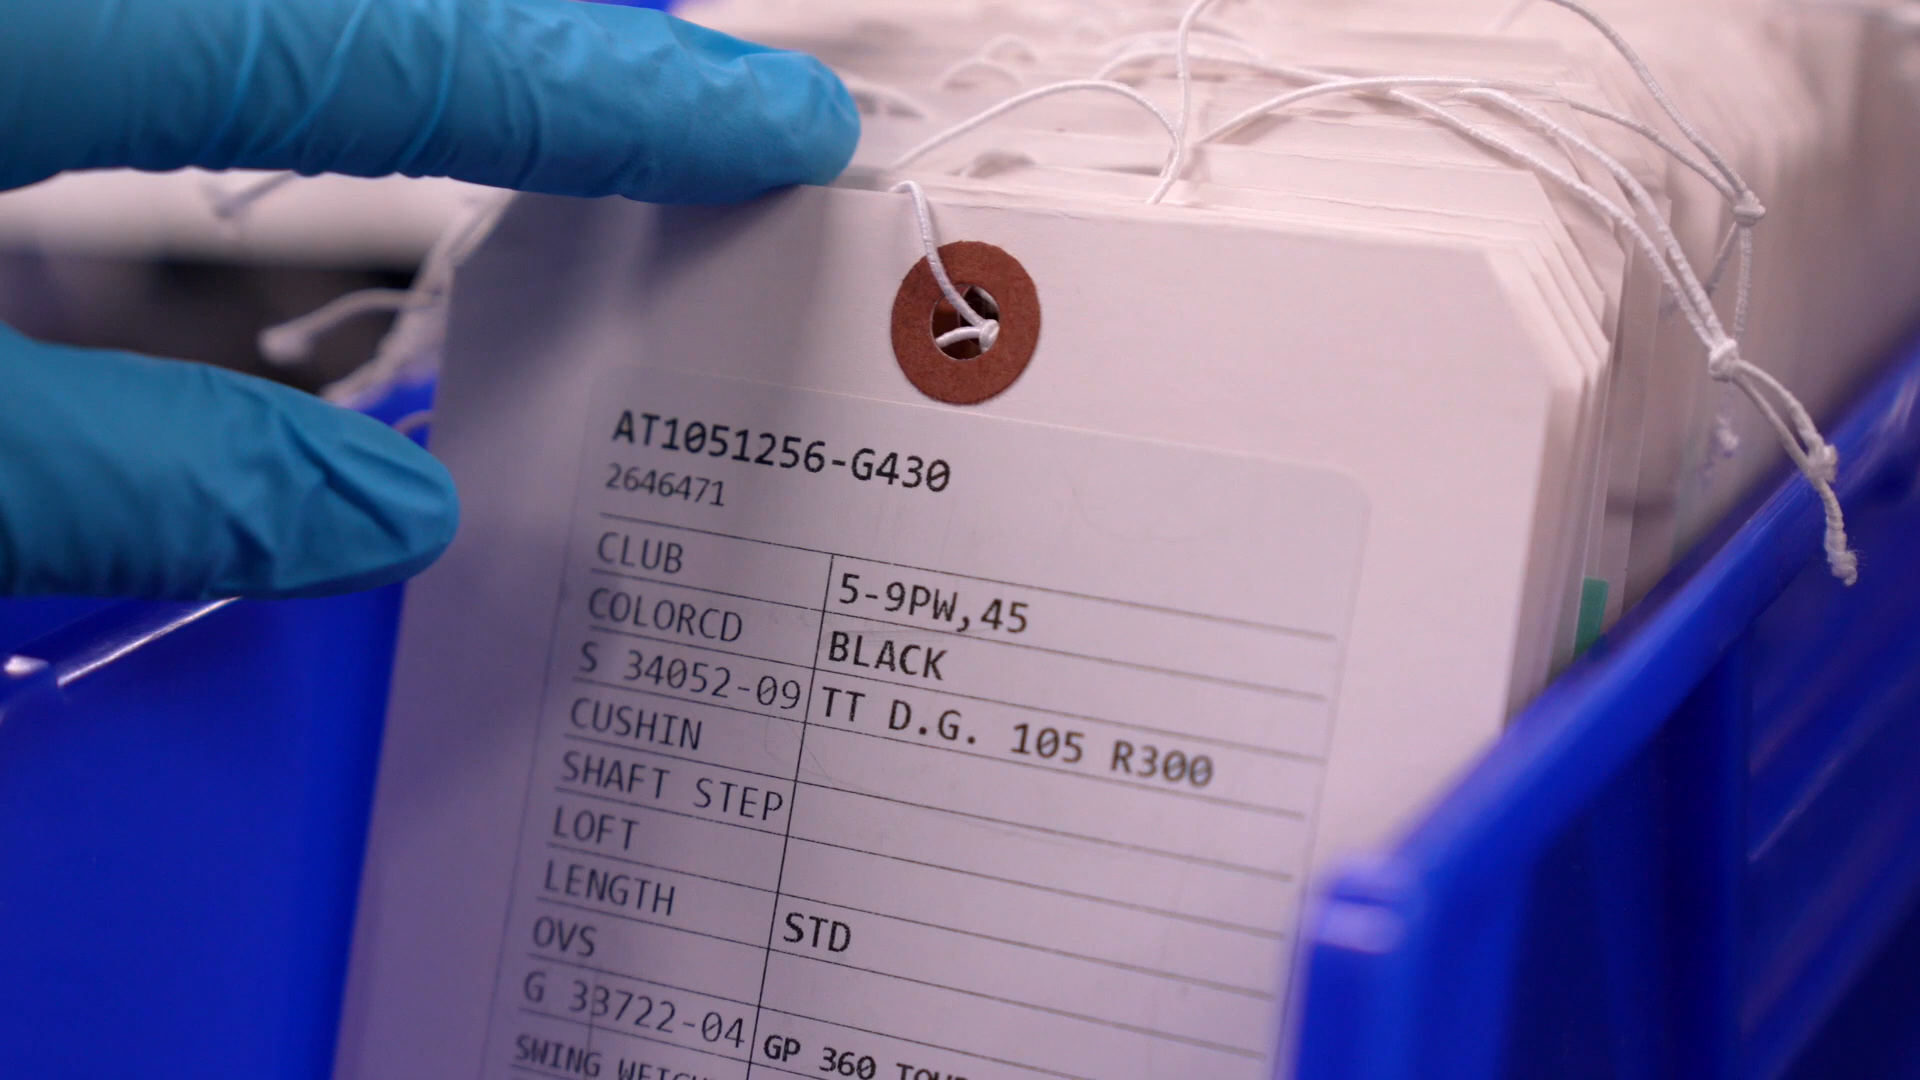 AT1051256-G430
2646471
CLUB 5-9PW,45
COLORCD BLACK
S 34052-09 TT D.G. 105 R300
CUSHIN
SHAFT STEP
LOFT
LENGTH STD
OVS
G 33722-04 GP 360
SWING